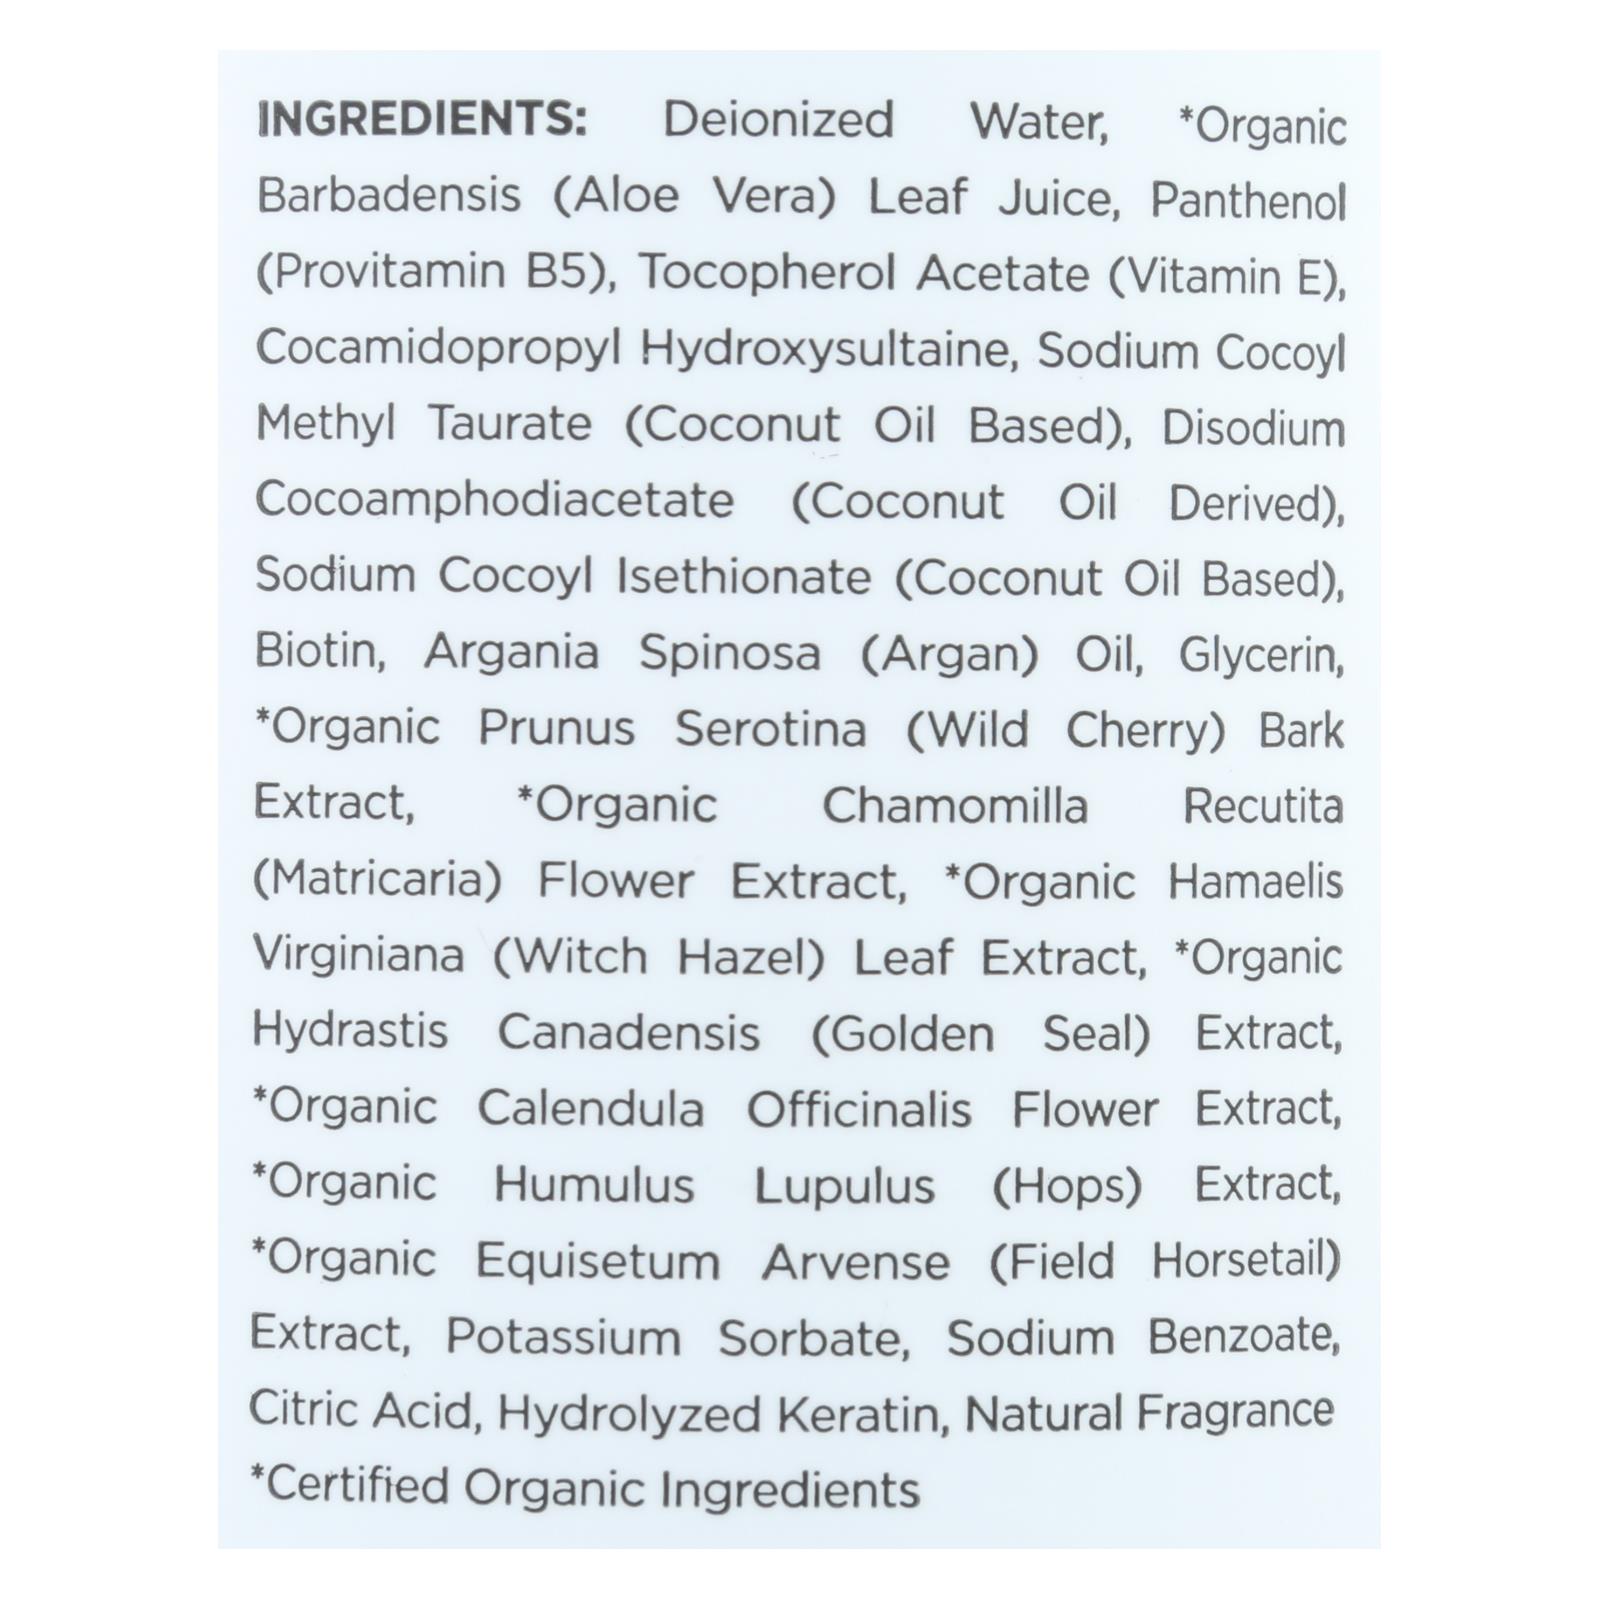 INGREDIENTS: Deionized Water, *Organic
Barbadensis (Aloe Vera) Leaf Juice, Panthenol
(Provitamin B5), Tocopherol Acetate (Vitamin E),
Cocamidopropyl Hydroxysultaine, Sodium Cocoyl
Methyl Taurate (Coconut Oil Based), Disodium
Cocoamphodiacetate (Coconut Oil Derived),
Sodium Cocoyl Isethionate (Coconut Oil Based),
Biotin, Argania Spinosa (Argan) Oil, Glycerin,
*Organic Prunus Serotina (Wild Cherry) Bark
Extract, *Organic Chamomilla Recutita
(Matricaria) Flower Extract, *Organic Hamaelis
Virginiana (Witch Hazel) Leaf Extract, *Organic
Hydrastis Canadensis (Golden Seal) Extract,
*Organic Calendula Officinalis Flower Extract,
*Organic Humulus Lupulus (Hops) Extract,
*Organic Equisetum Arvense (Field Horsetail)
Extract, Potassium Sorbate, Sodium Benzoate,
Citric Acid, Hydrolyzed Keratin, Natural Fragrance
*Certified Organic Ingredients